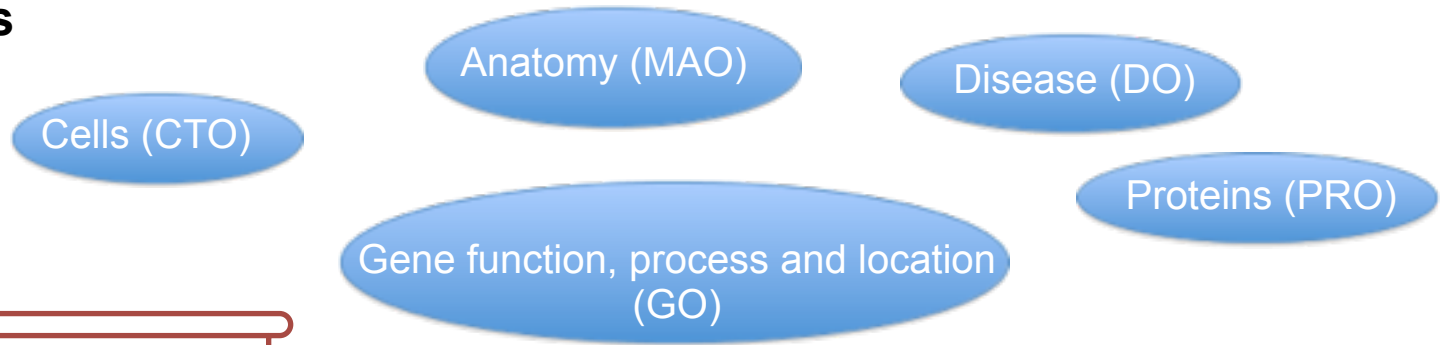 s
Anatomy (MAO)
Disease (DO)
Cells (CTO)
Proteins (PRO)
Gene function, process and location
(GO)